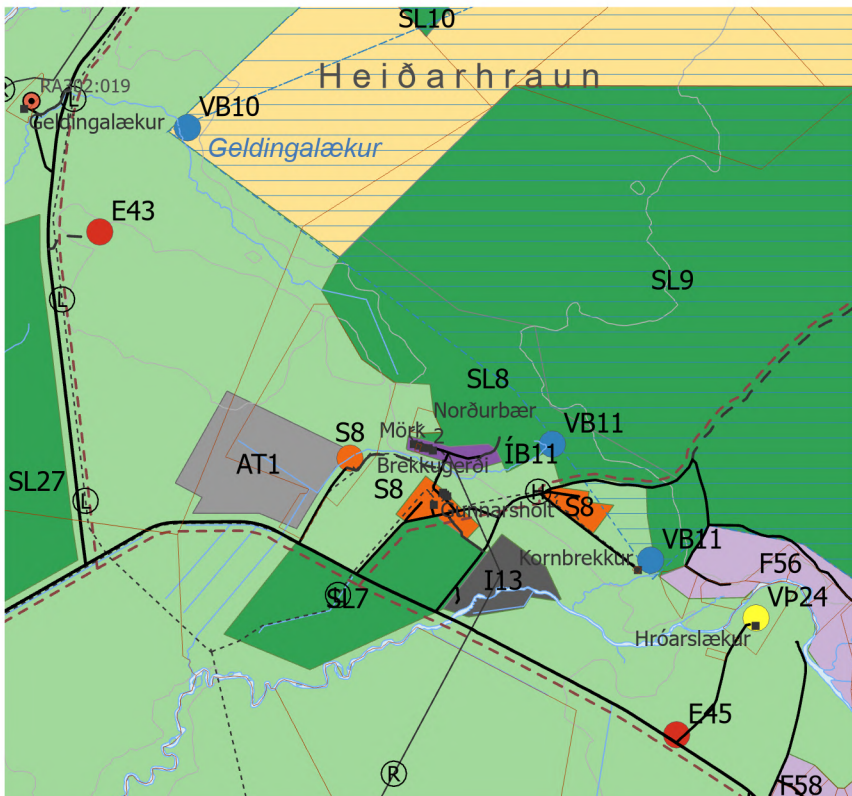 SL10
Heiðarhraun
RA302:019
L
VB10
Geldingalækur
Geldingalækur
E43
SL9
L
SL8
Norðurbær
Mörk 2
VB11
S8
ÍB11
AT1
Brekkugerði
SL27
S8
H
S8
Gunnarsholt
L
Kornbrekkur
VB11
F56
I13
SL7
VÞ24
Hróarslækur
E45
R
F58